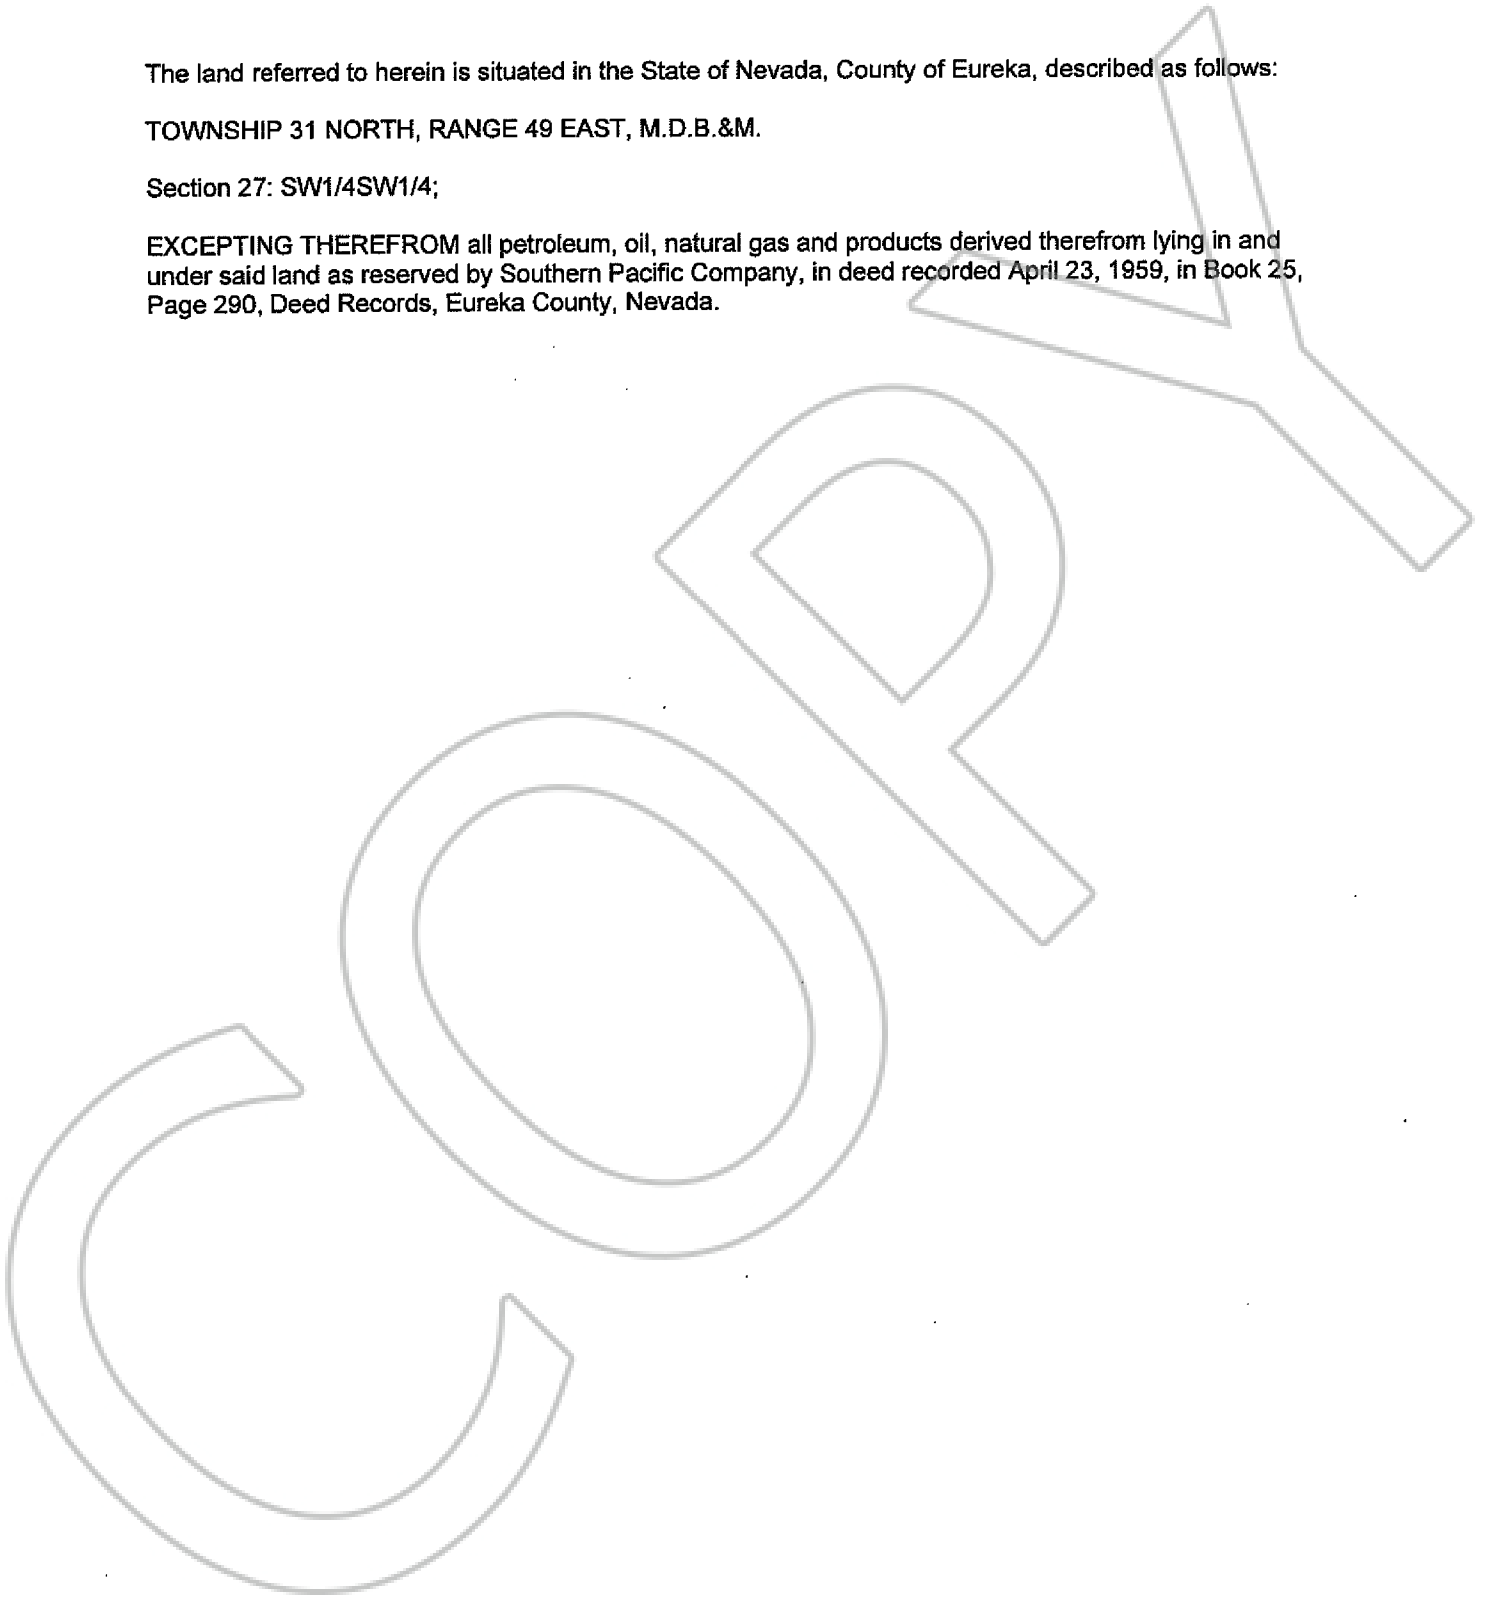 The land referred to herein is situated in the State of Nevada, County of Eureka, described as follows:
TOWNSHIP 31 NORTH, RANGE 49 EAST, M.D.B.&M.
Section 27: SW1/4SW1/4;
EXCEPTING THEREFROM all petroleum, oil, natural gas and products derived therefrom lying in and
under said land as reserved by Southern Pacific Company, in deed recorded April 23, 1959, in Book 25,
Page 290, Deed Records, Eureka County, Nevada.
COPY